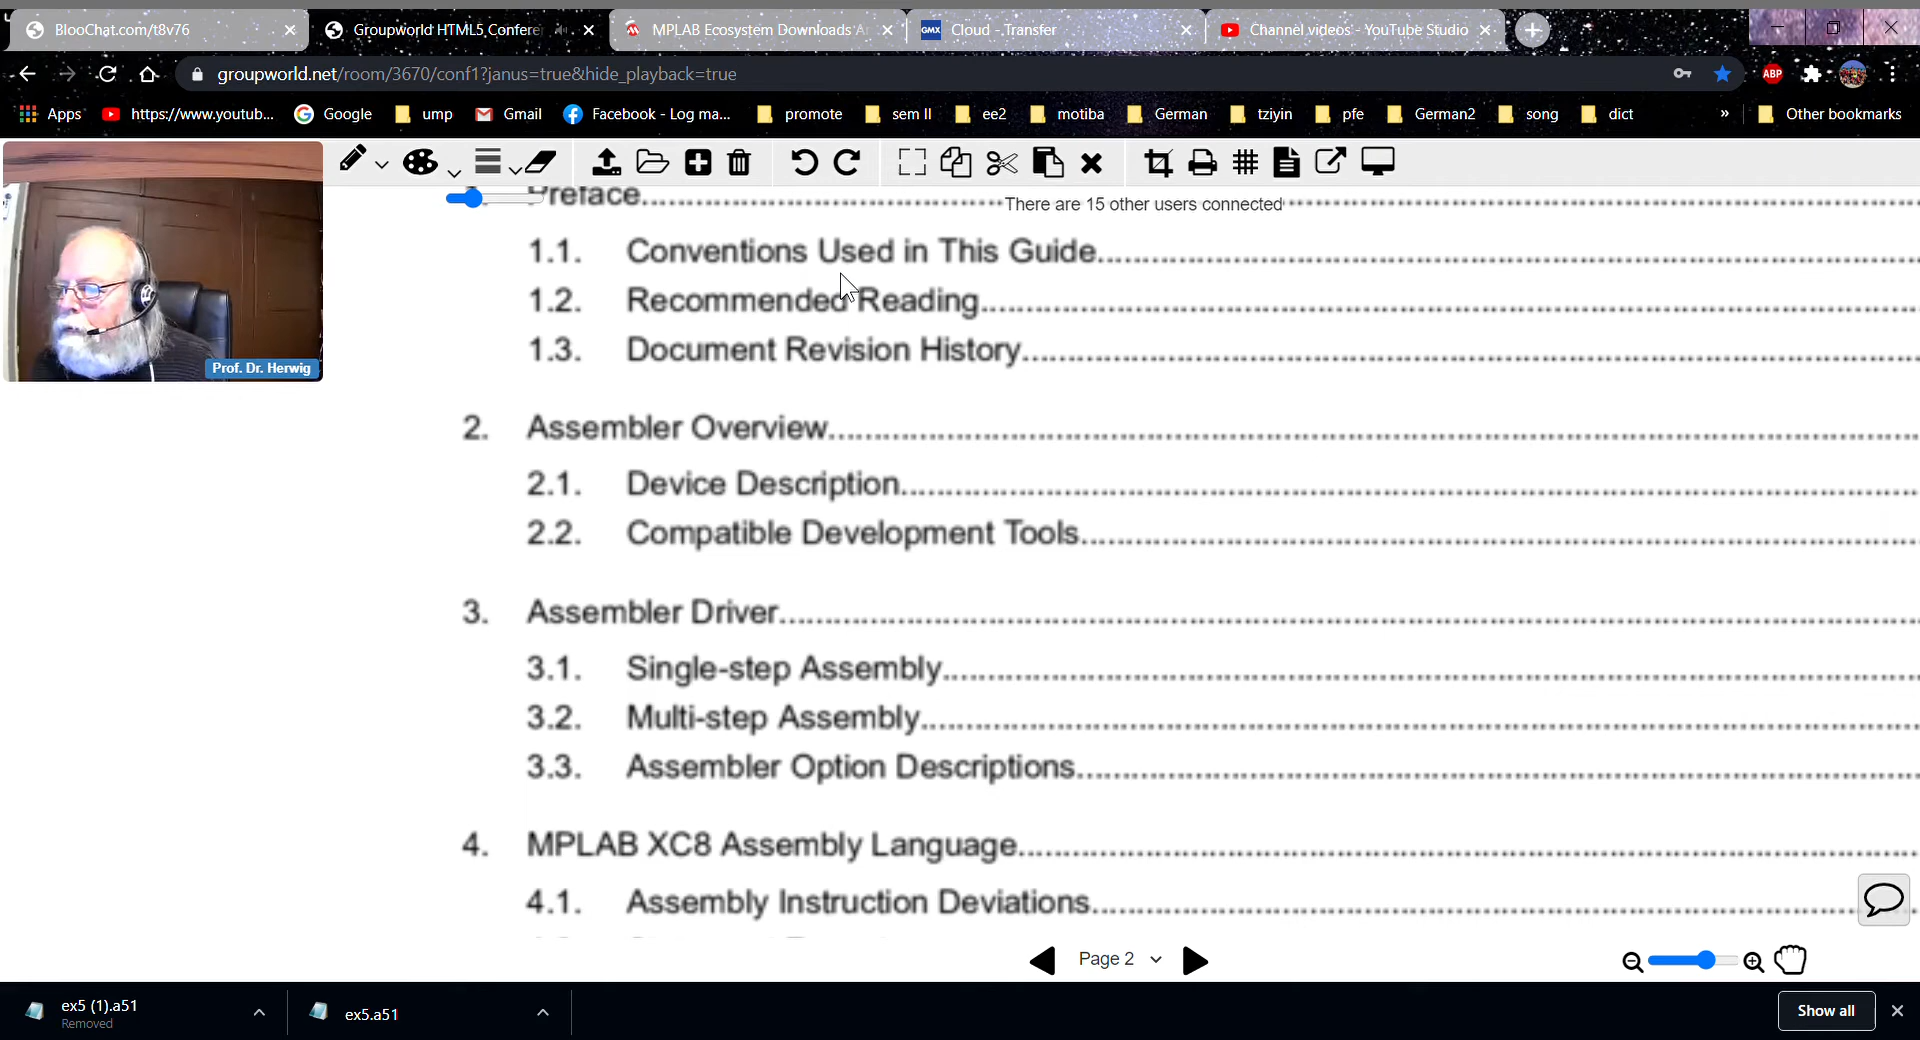 BlooChat.com/t8v76
Groupworld HTML5 Confere
MPLAB Ecosystem Downloads A
GMX Cloud - Transfer
Channel videos - YouTube Studio
groupworld.net/room/3670/conf1?janus=true&hide_playback=true
ABP
Apps
https://www.youtub...
Google
ump
Gmail
Facebook - Log ma...
promote
sem II
ee2
motiba
German
tziyin
pfe
German2
song
dict
»
Other bookmarks
Prof. Dr. Herwig
Preface
There are 15 other users connected
1.1. Conventions Used in This Guide
1.2. Recommended Reading
1.3. Document Revision History
2. Assembler Overview
2.1. Device Description
2.2. Compatible Development Tools
3. Assembler Driver
3.1. Single-step Assembly
3.2. Multi-step Assembly
3.3. Assembler Option Descriptions
4. MPLAB XC8 Assembly Language
4.1. Assembly Instruction Deviations
Page 2
ex5 (1).a51
Removed
ex5.a51
Show all